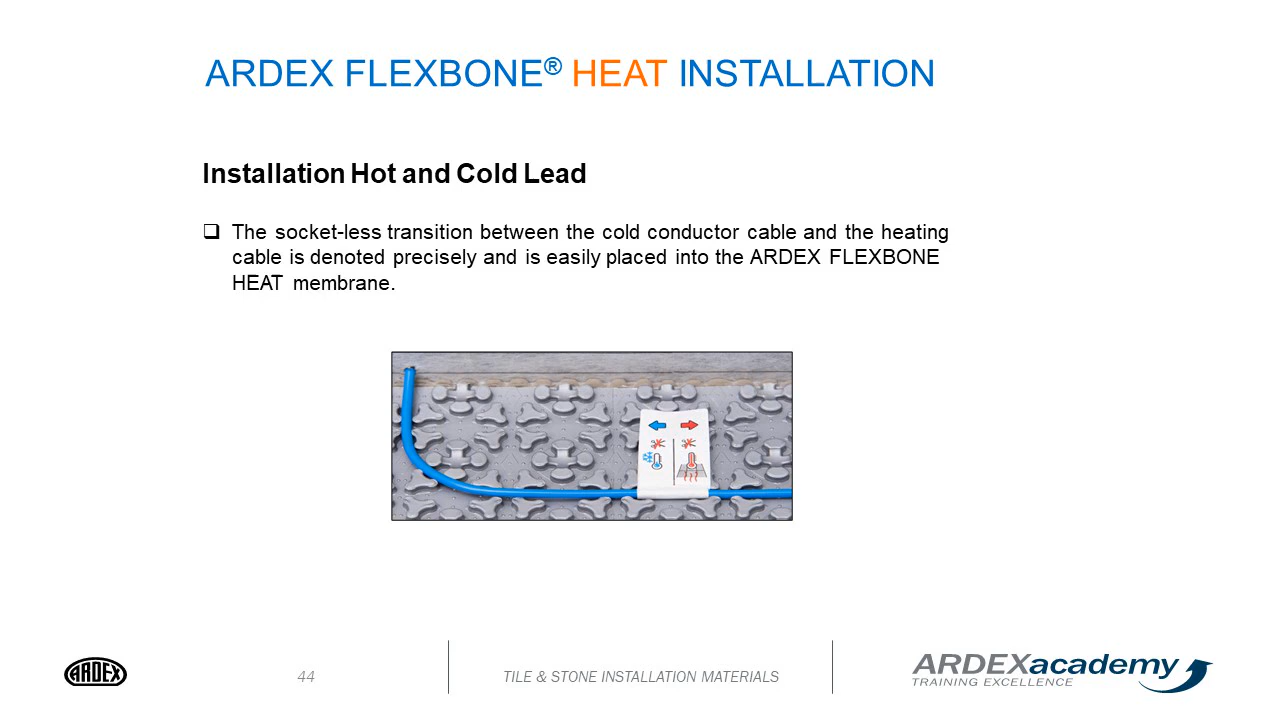 ARDEX FLEXBONE® HEAT INSTALLATION
Installation Hot and Cold Lead
❑ The socket-less transition between the cold conductor cable and the heating
cable is denoted precisely and is easily placed into the ARDEX FLEXBONE
HEAT membrane.
ARDEX
44
TILE & STONE INSTALLATION MATERIALS
ARDEXacademy
TRAINING EXCELLENCE